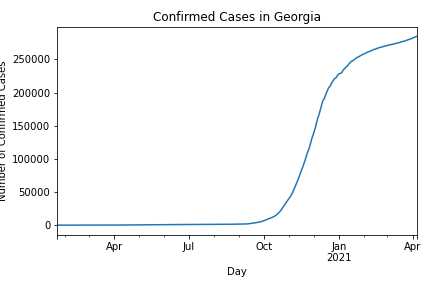 Confirmed Cases in Georgia
Number of Confirmed Cases
250000
200000
150000
100000
50000
0
Apr
Jul
Oct
Jan
2021
Apr
Day